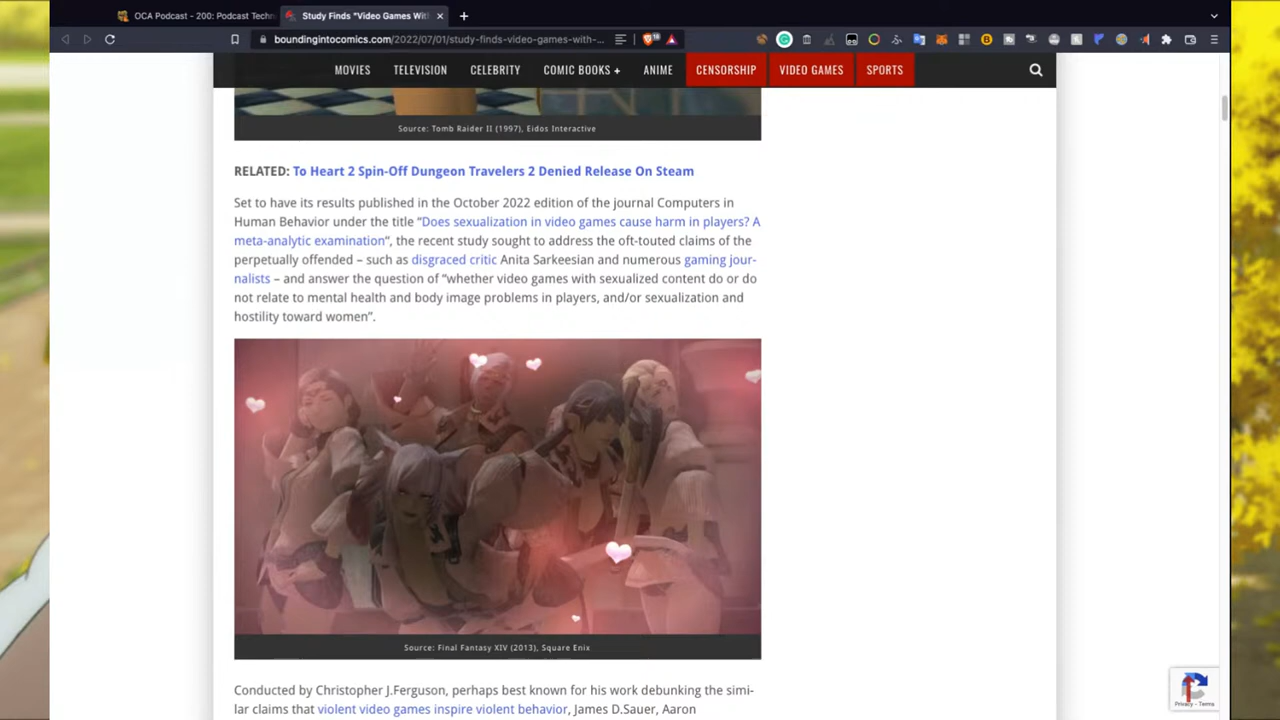 OCA Podcast - 200: Podcast Techn
Study Finds "Video Games Wit
boundingintocomics.com/2022/07/01/study-finds-video-games-with-...
MOVIES TELEVISION CELEBRITY COMIC BOOKS + ANIME CENSORSHIP VIDEO GAMES SPORTS
Source: Tomb Raider II (1997), Eidos Interactive
RELATED: To Heart 2 Spin-Off Dungeon Travelers 2 Denied Release On Steam
Set to have its results published in the October 2022 edition of the journal Computers in
Human Behavior under the title “Does sexualization in video games cause harm in players? A
meta-analytic examination”, the recent study sought to address the oft-touted claims of the
perpetually offended – such as disgraced critic Anita Sarkeesian and numerous gaming jour-
nalists – and answer the question of “whether video games with sexualized content do or do
not relate to mental health and body image problems in players, and/or sexualization and
hostility toward women”.
Source: Final Fantasy XIV (2013), Square Enix
Conducted by Christopher J.Ferguson, perhaps best known for his work debunking the simi-
lar claims that violent video games inspire violent behavior, James D.Sauer, Aaron
Privacy - Terms